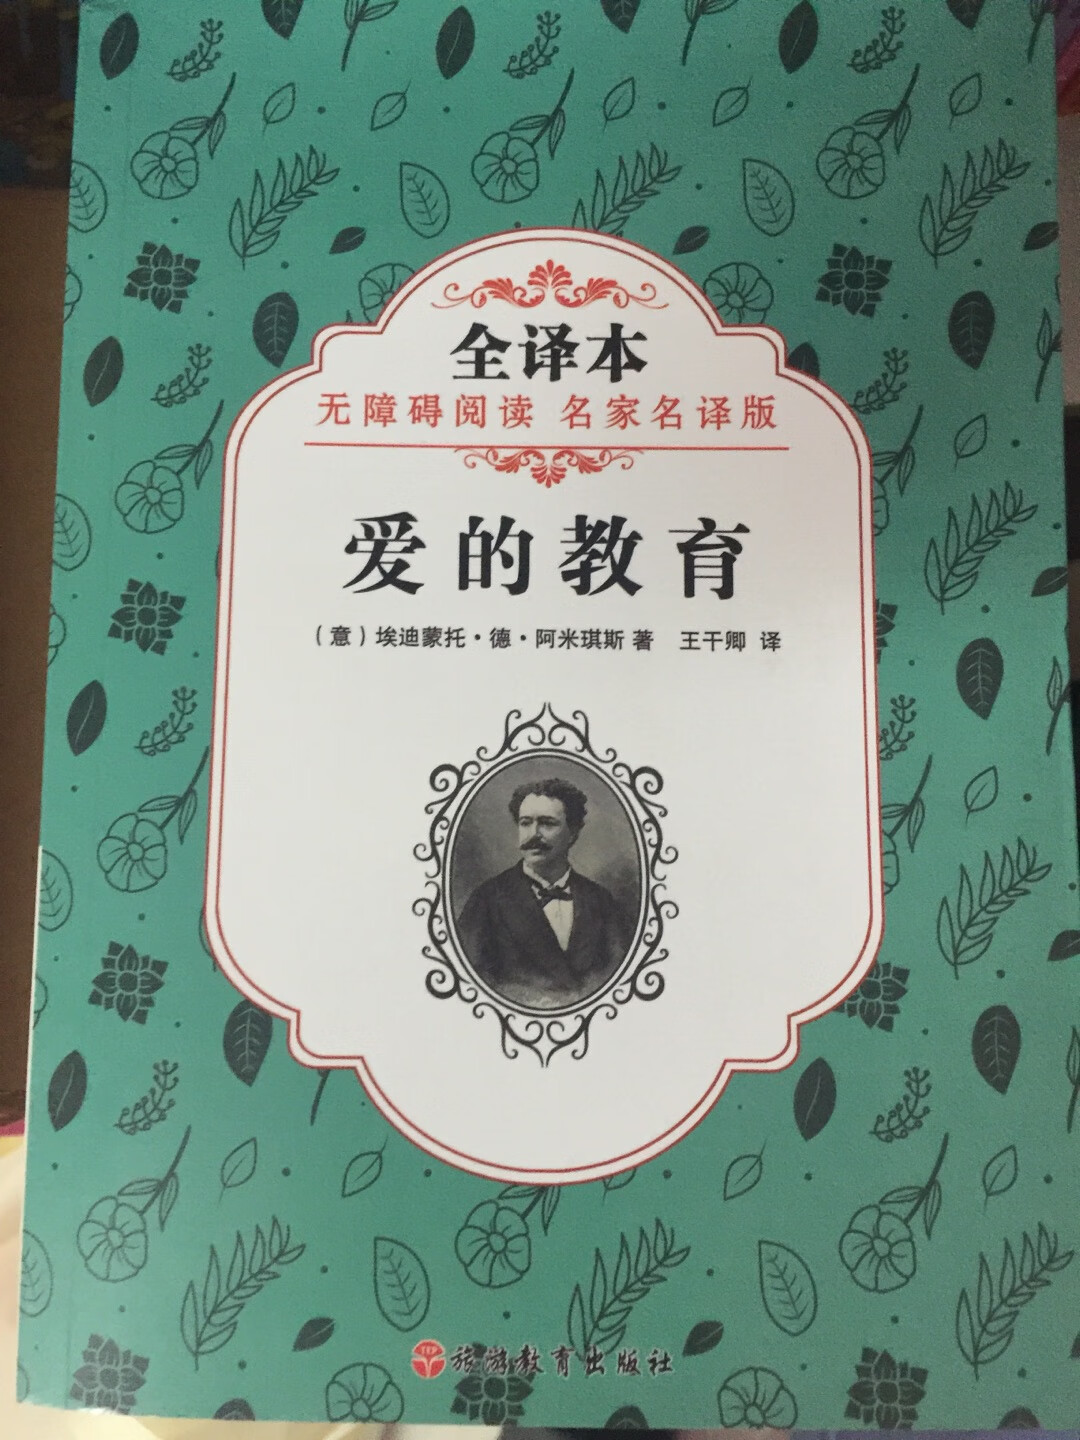 全译本
无障碍阅读 名家名译版
爱的教育
（意）埃迪蒙托·德·阿米琪斯 著 王干卿 译
TEP 旅游教育出版社